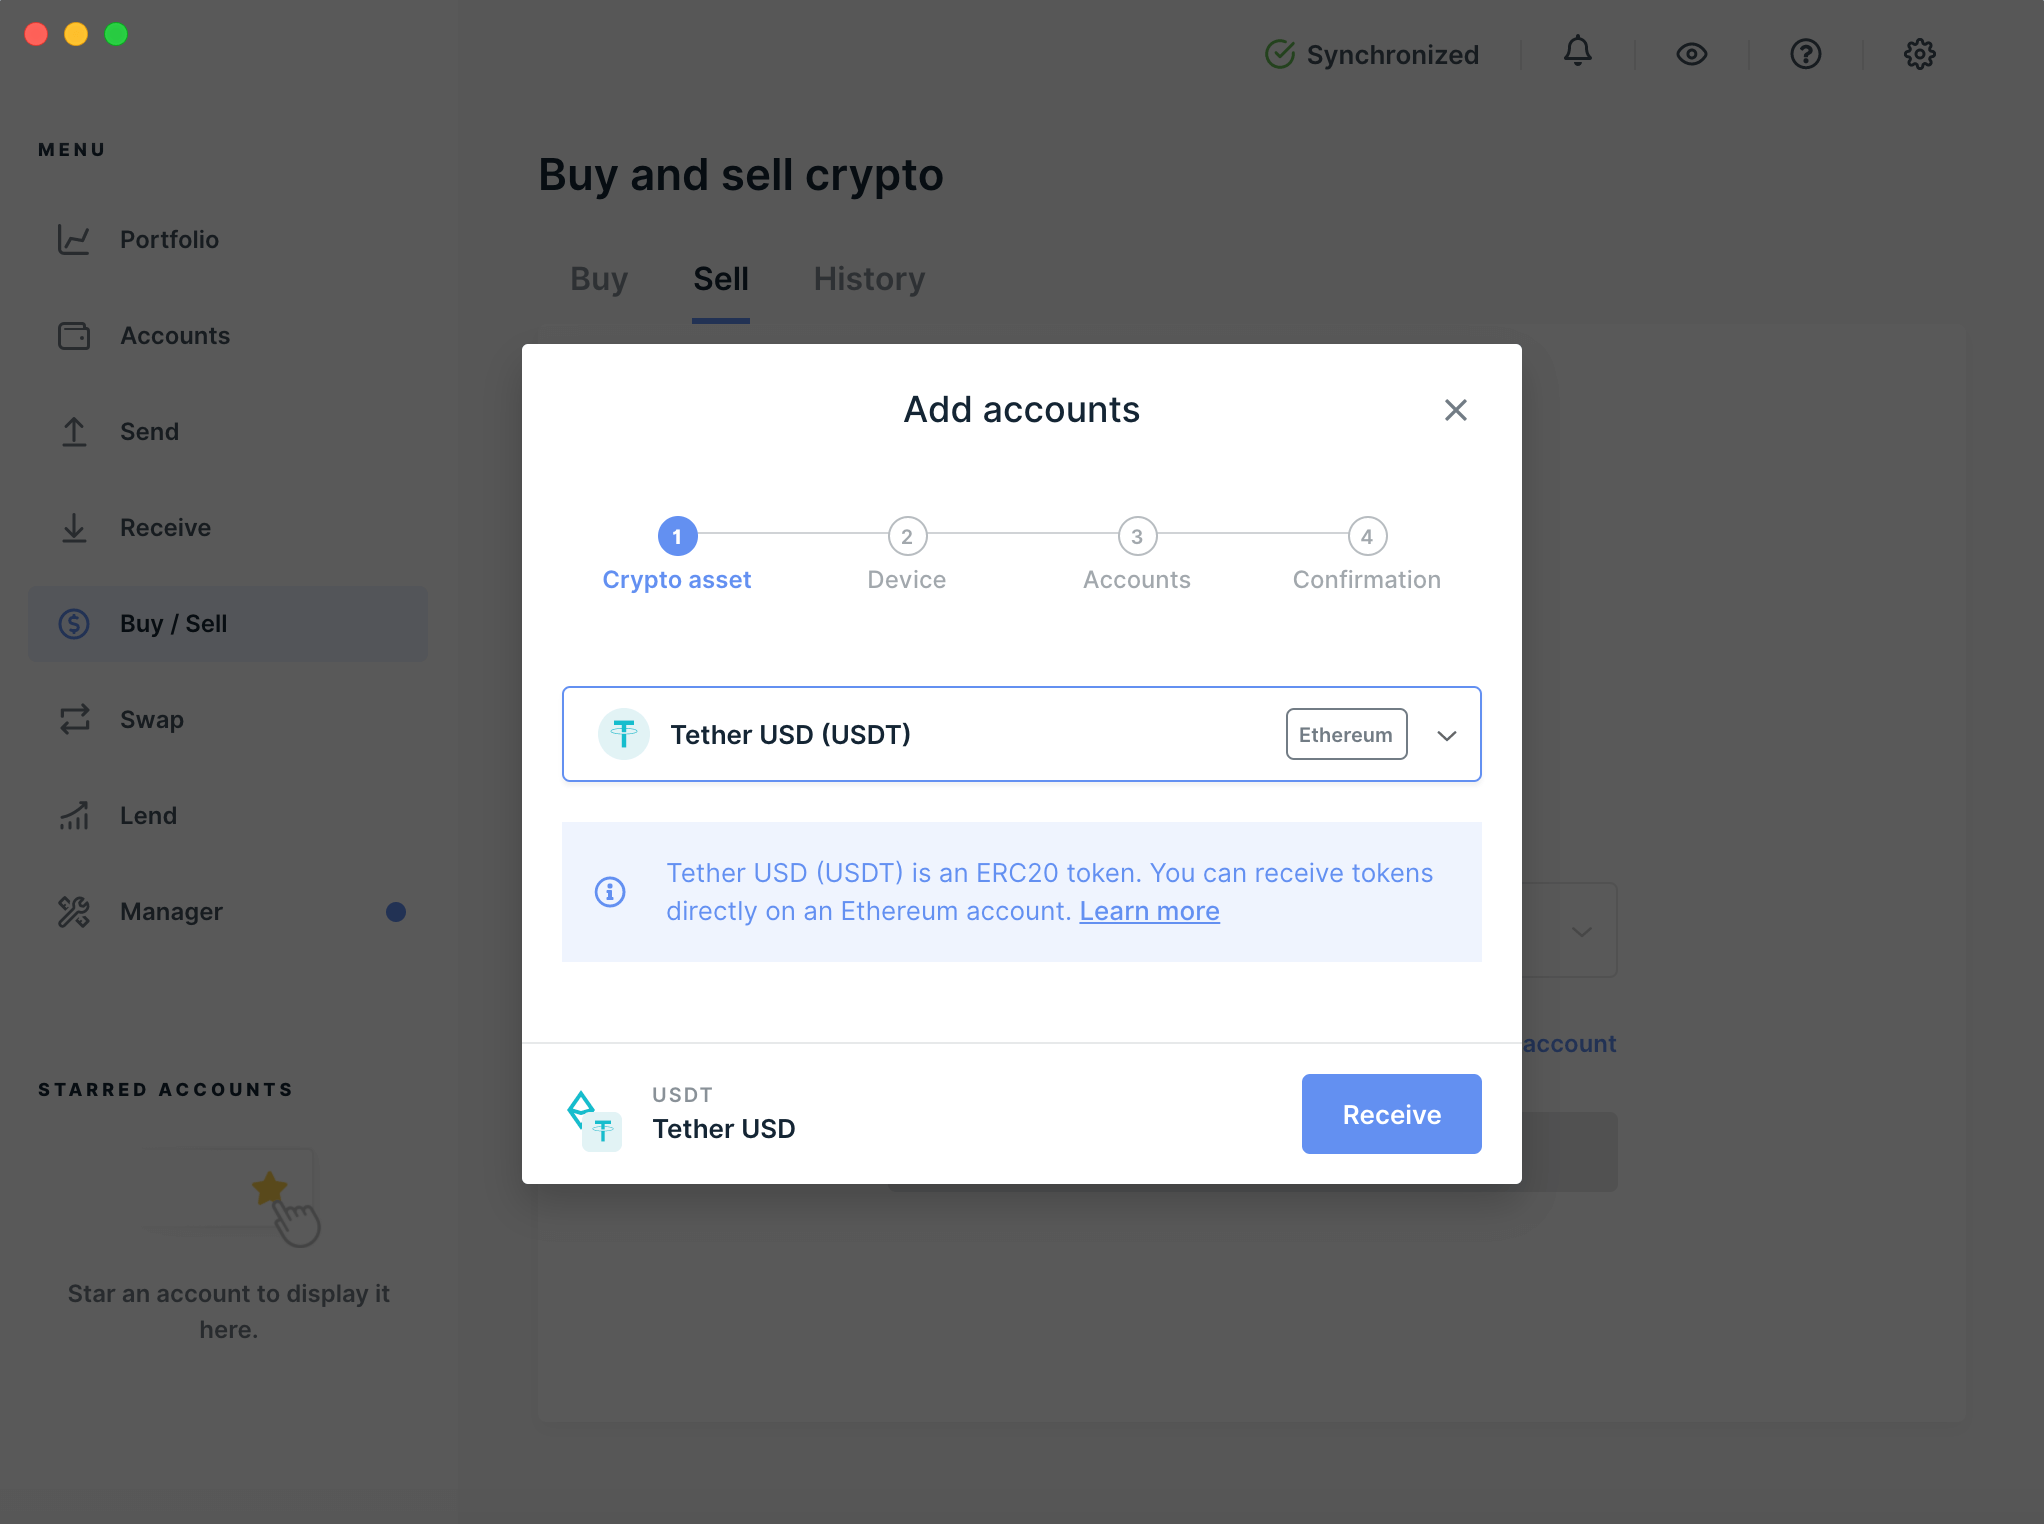 Synchronized
MENU
Portfolio
Accounts
Send
Receive
Buy / Sell
Swap
Lend
Manager
STARRED ACCOUNTS
Star an account to display it
here.
Buy and sell crypto
Buy Sell History
Add accounts
1 2 3 4
Crypto asset Device Accounts Confirmation
Tether USD (USDT) Ethereum
Tether USD (USDT) is an ERC20 token. You can receive tokens
directly on an Ethereum account. Learn more
account
USDT
Tether USD
Receive